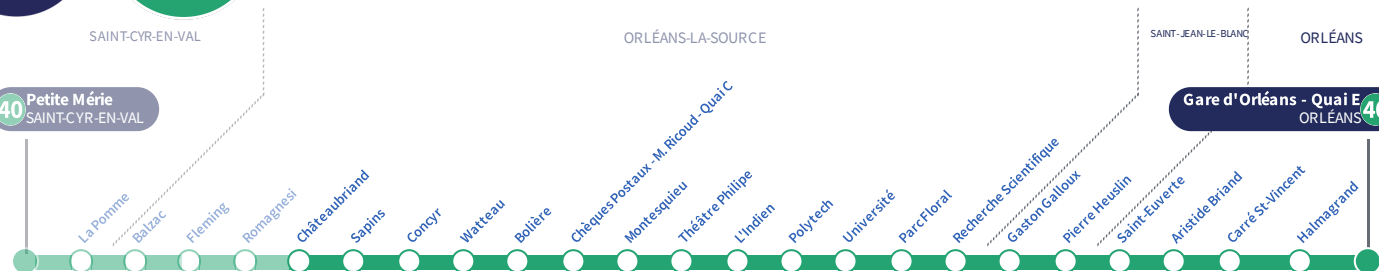 SAINT-CYR-EN-VAL
ORLÉANS-LA-SOURCE
SAINT-JEAN-LE-BLANC
ORLÉANS
40
Petite Mérie
SAINT-CYR-EN-VAL
Gare d'Orléans - Quai E
ORLÉANS
La Pomme
Balzac
Fleming
Romagnesi
Châteaubriand
Sapins
Concyr
Watteau
Bolière
Chèques Postaux - M. Ricoud - Quai C
Montesquieu
Théâtre Philipe
L'Indien
Polytech
Université
Parc Floral
Recherche Scientifique
Gaston Galloux
Pierre Heuslin
Saint-Euverte
Aristide Briand
Carré St-Vincent
Halmagrand